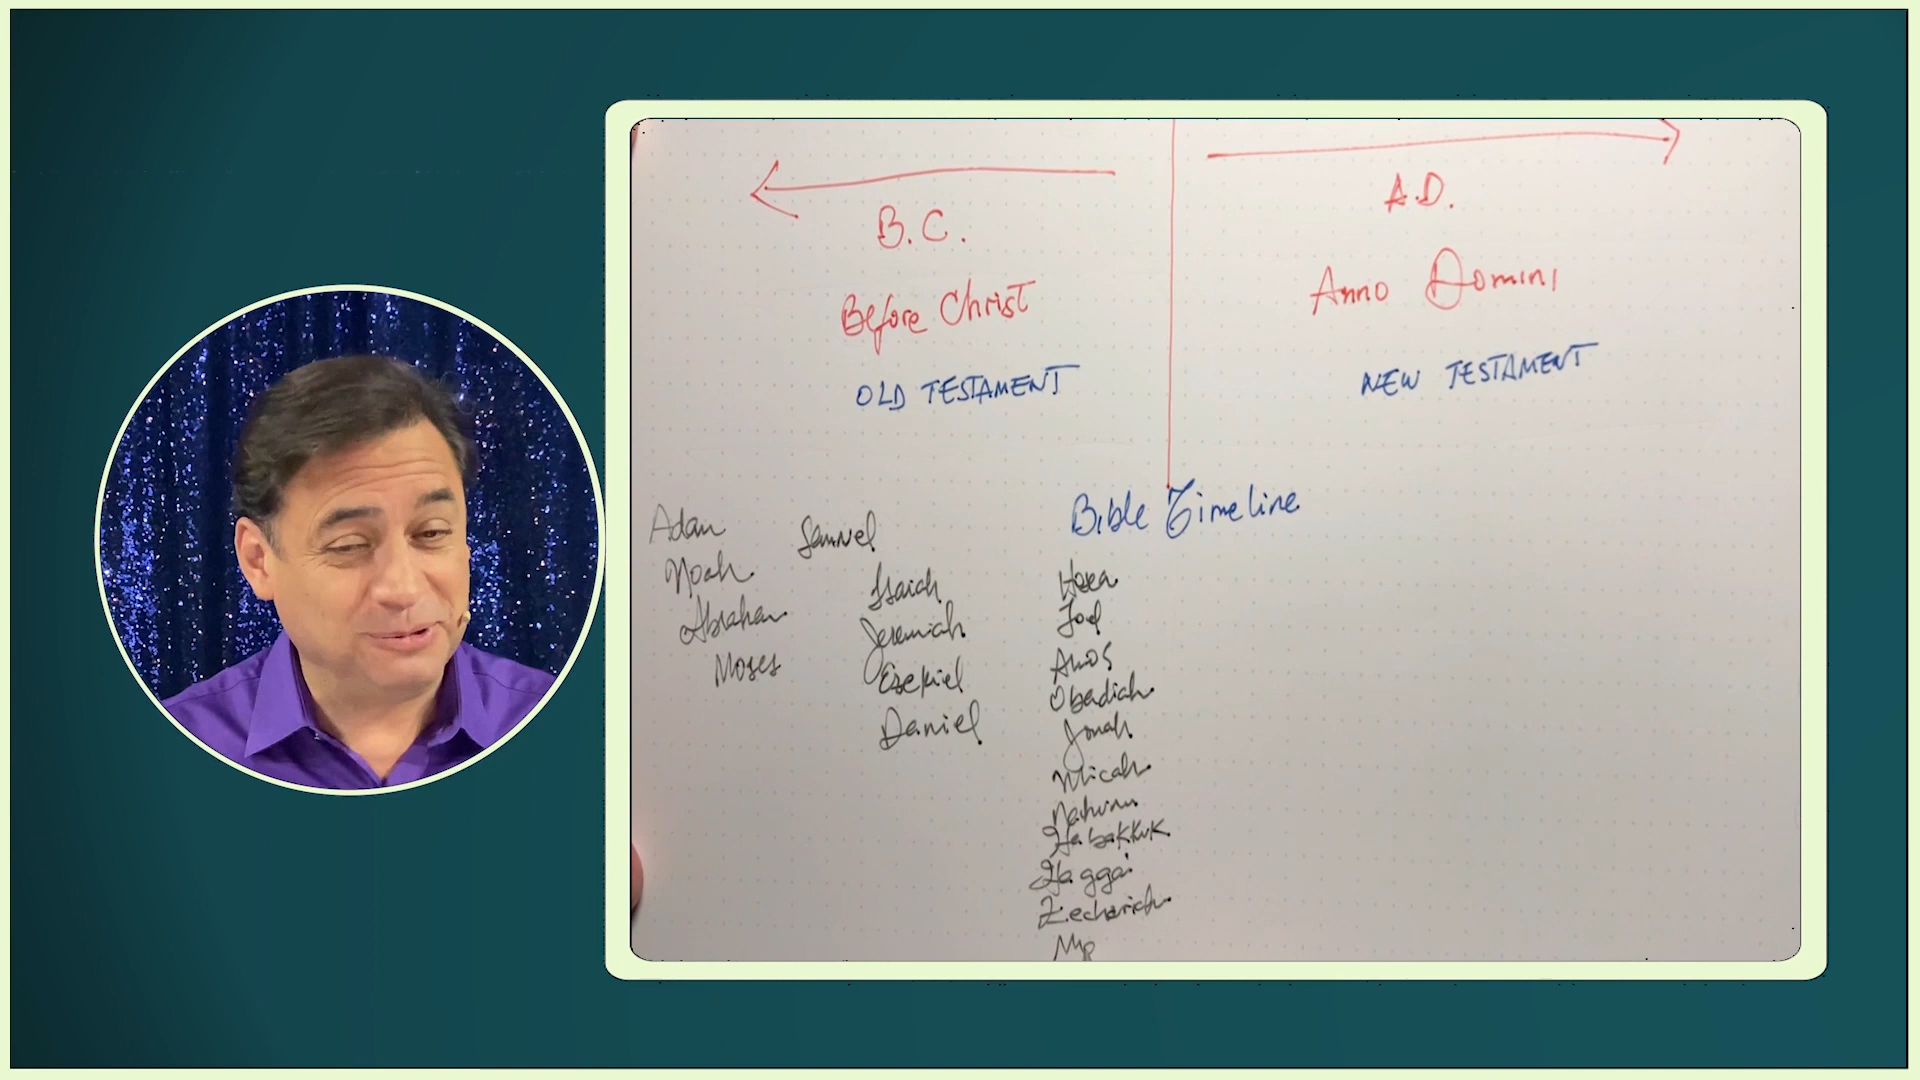 B.C.
A.D.
Before Christ
Anno Domini
OLD TESTAMENT
NEW TESTAMENT
Bible Timeline
Adam
Noah
Abraham
Moses
Samuel
Isaiah
Jeremiah
Ezekiel
Daniel
Hosea
Joel
Amos
Obadiah
Jonah
Micah
Nahum
Habakkuk
Haggai
Zechariah